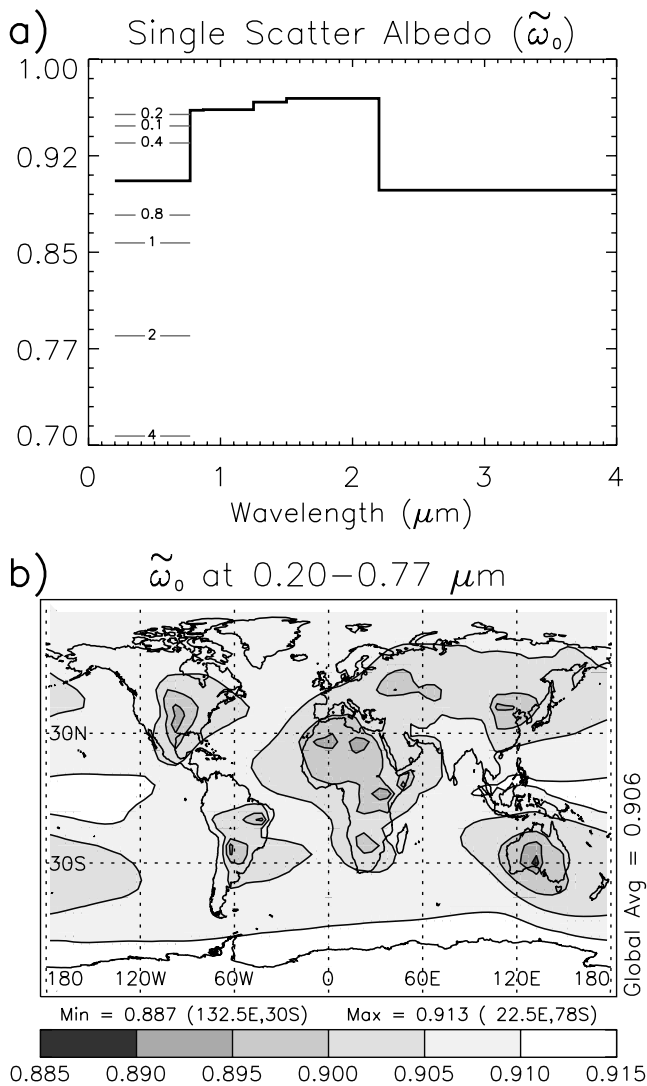 a) Single Scatter Albedo (ω̃₀)
1.00
0.92
0.85
0.77
0.70
0.2
0.1
0.4
0.8
1
2
4
0 1 2 3 4
Wavelength (μm)
b) ω̃₀ at 0.20−0.77 μm
30N
30S
180 120W 60W 0 60E 120E 180
Global Avg = 0.906
Min = 0.887 (132.5E,30S) Max = 0.913 ( 22.5E,78S)
0.885 0.890 0.895 0.900 0.905 0.910 0.915